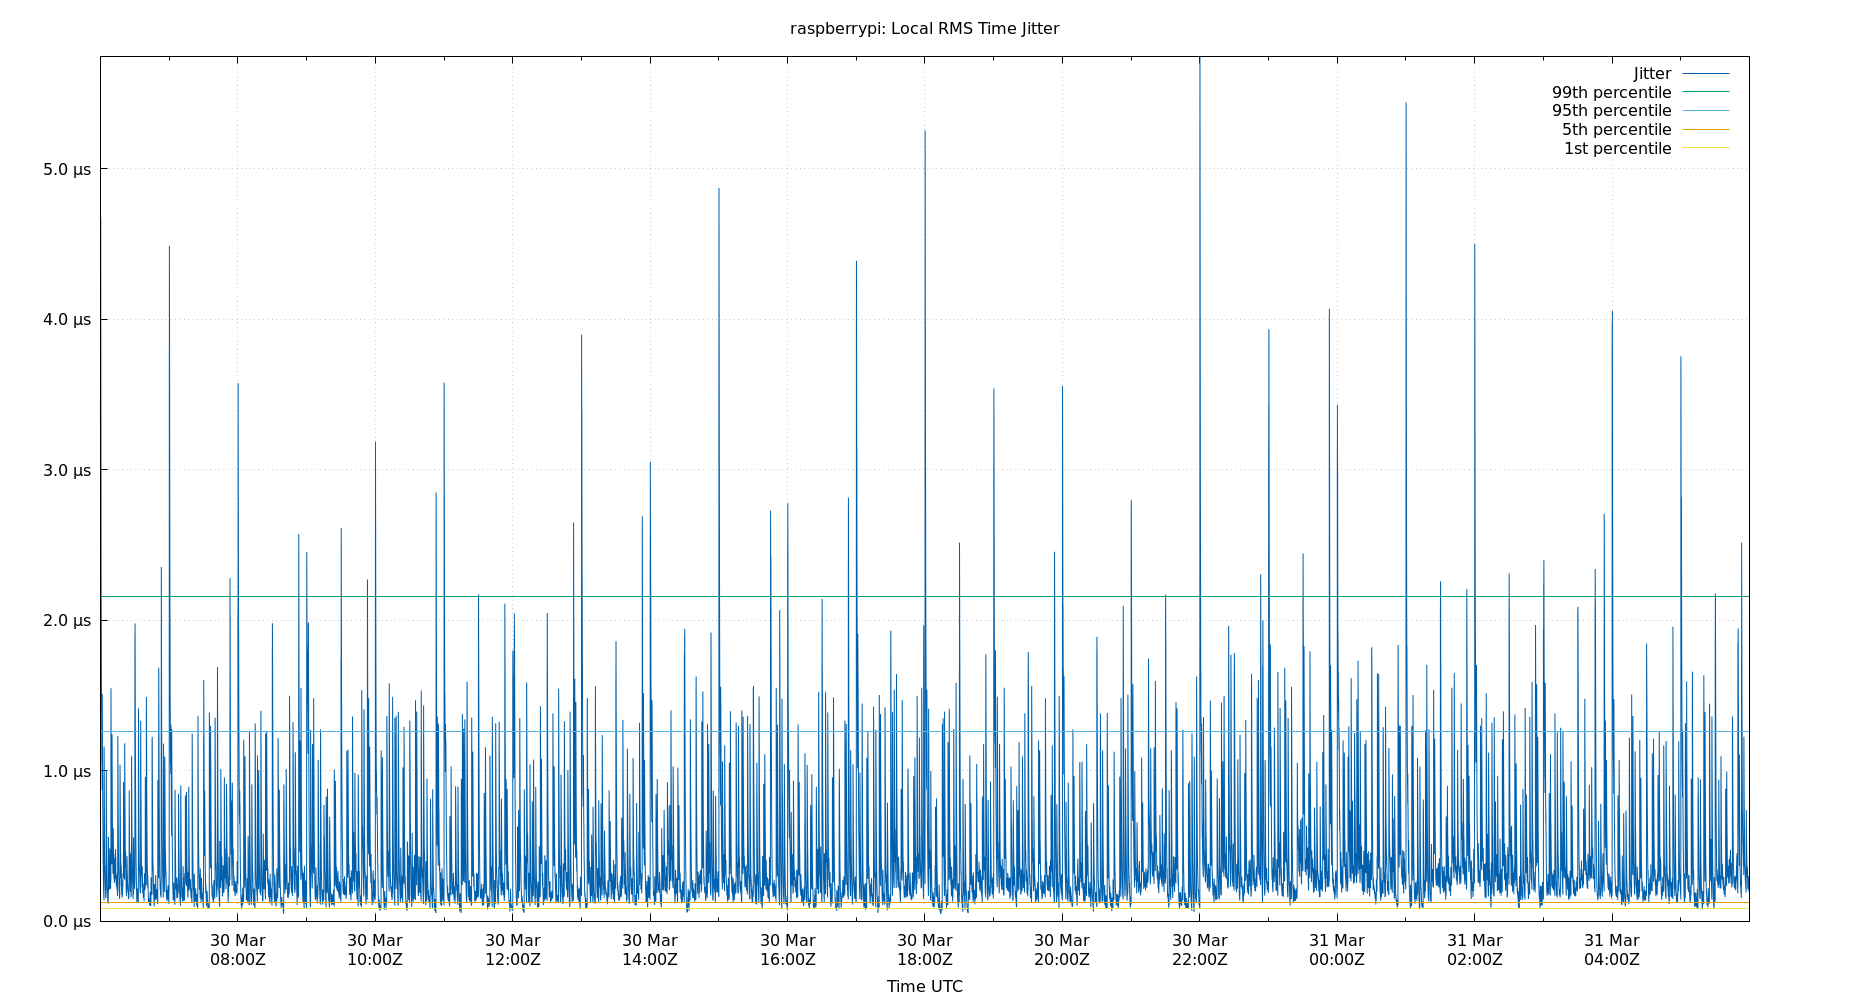 raspberrypi: Local RMS Time Jitter
Jitter
99th percentile
95th percentile
5th percentile
1st percentile
5.0 µs
4.0 µs
3.0 µs
2.0 µs
1.0 µs
0.0 µs
30 Mar 30 Mar 30 Mar 30 Mar 30 Mar 30 Mar 30 Mar 30 Mar 31 Mar 31 Mar 31 Mar
08:00Z 10:00Z 12:00Z 14:00Z 16:00Z 18:00Z 20:00Z 22:00Z 00:00Z 02:00Z 04:00Z
Time UTC